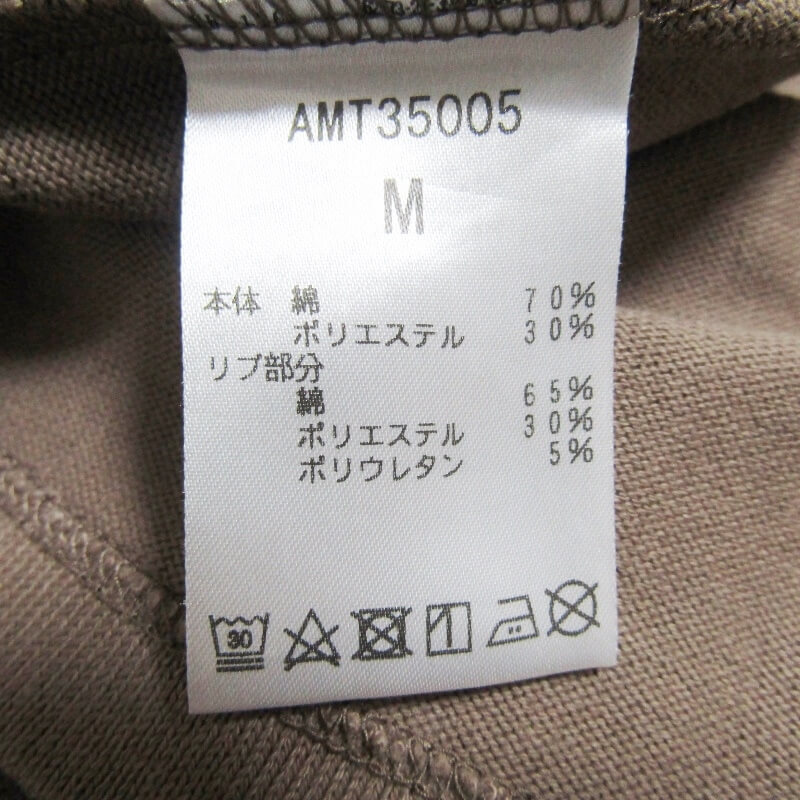 AMT35005
M
本体 綿 70%
ポリエステル 30%
リブ部分
綿 65%
ポリエステル 30%
ポリウレタン 5%
30